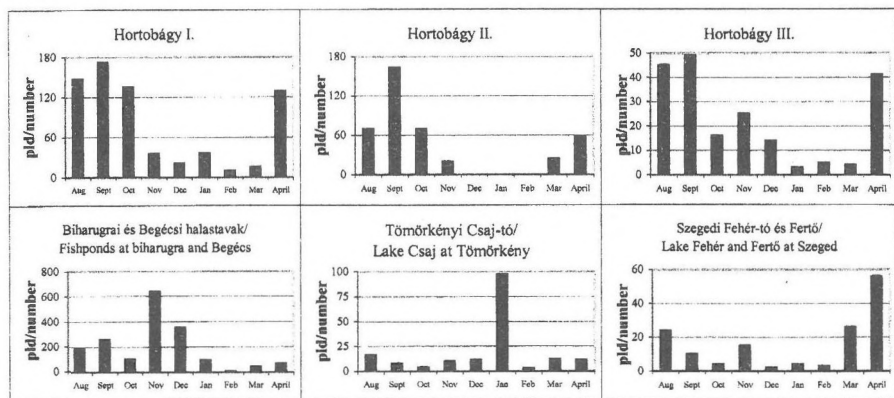 Hortobágy I.
pld/number
180
120
60
0
Aug Sept Oct Nov Dec Jan Feb Mar April
Hortobágy II.
pld/number
180
120
60
0
Aug Sept Oct Nov Dec Jan Feb Mar April
Hortobágy III.
pld/number
50
40
30
20
10
0
Aug Sept Oct Nov Dec Jan Feb Mar April
Biharugrai és Begécsi halastavak/
Fishponds at biharugra and Begécs
pld/number
800
600
400
200
0
Aug Sept Oct Nov Dec Jan Feb Mar April
Tömörkényi Csaj-tó/
Lake Csaj at Tömörkény
pld/number
100
75
50
25
0
Aug Sept Oct Nov Dec Jan Feb Mar April
Szegedi Fehér-tó és Fertő/
Lake Fehér and Fertő at Szeged
pld/number
60
40
20
0
Aug Sept Oct Nov Dec Jan Feb Mar April